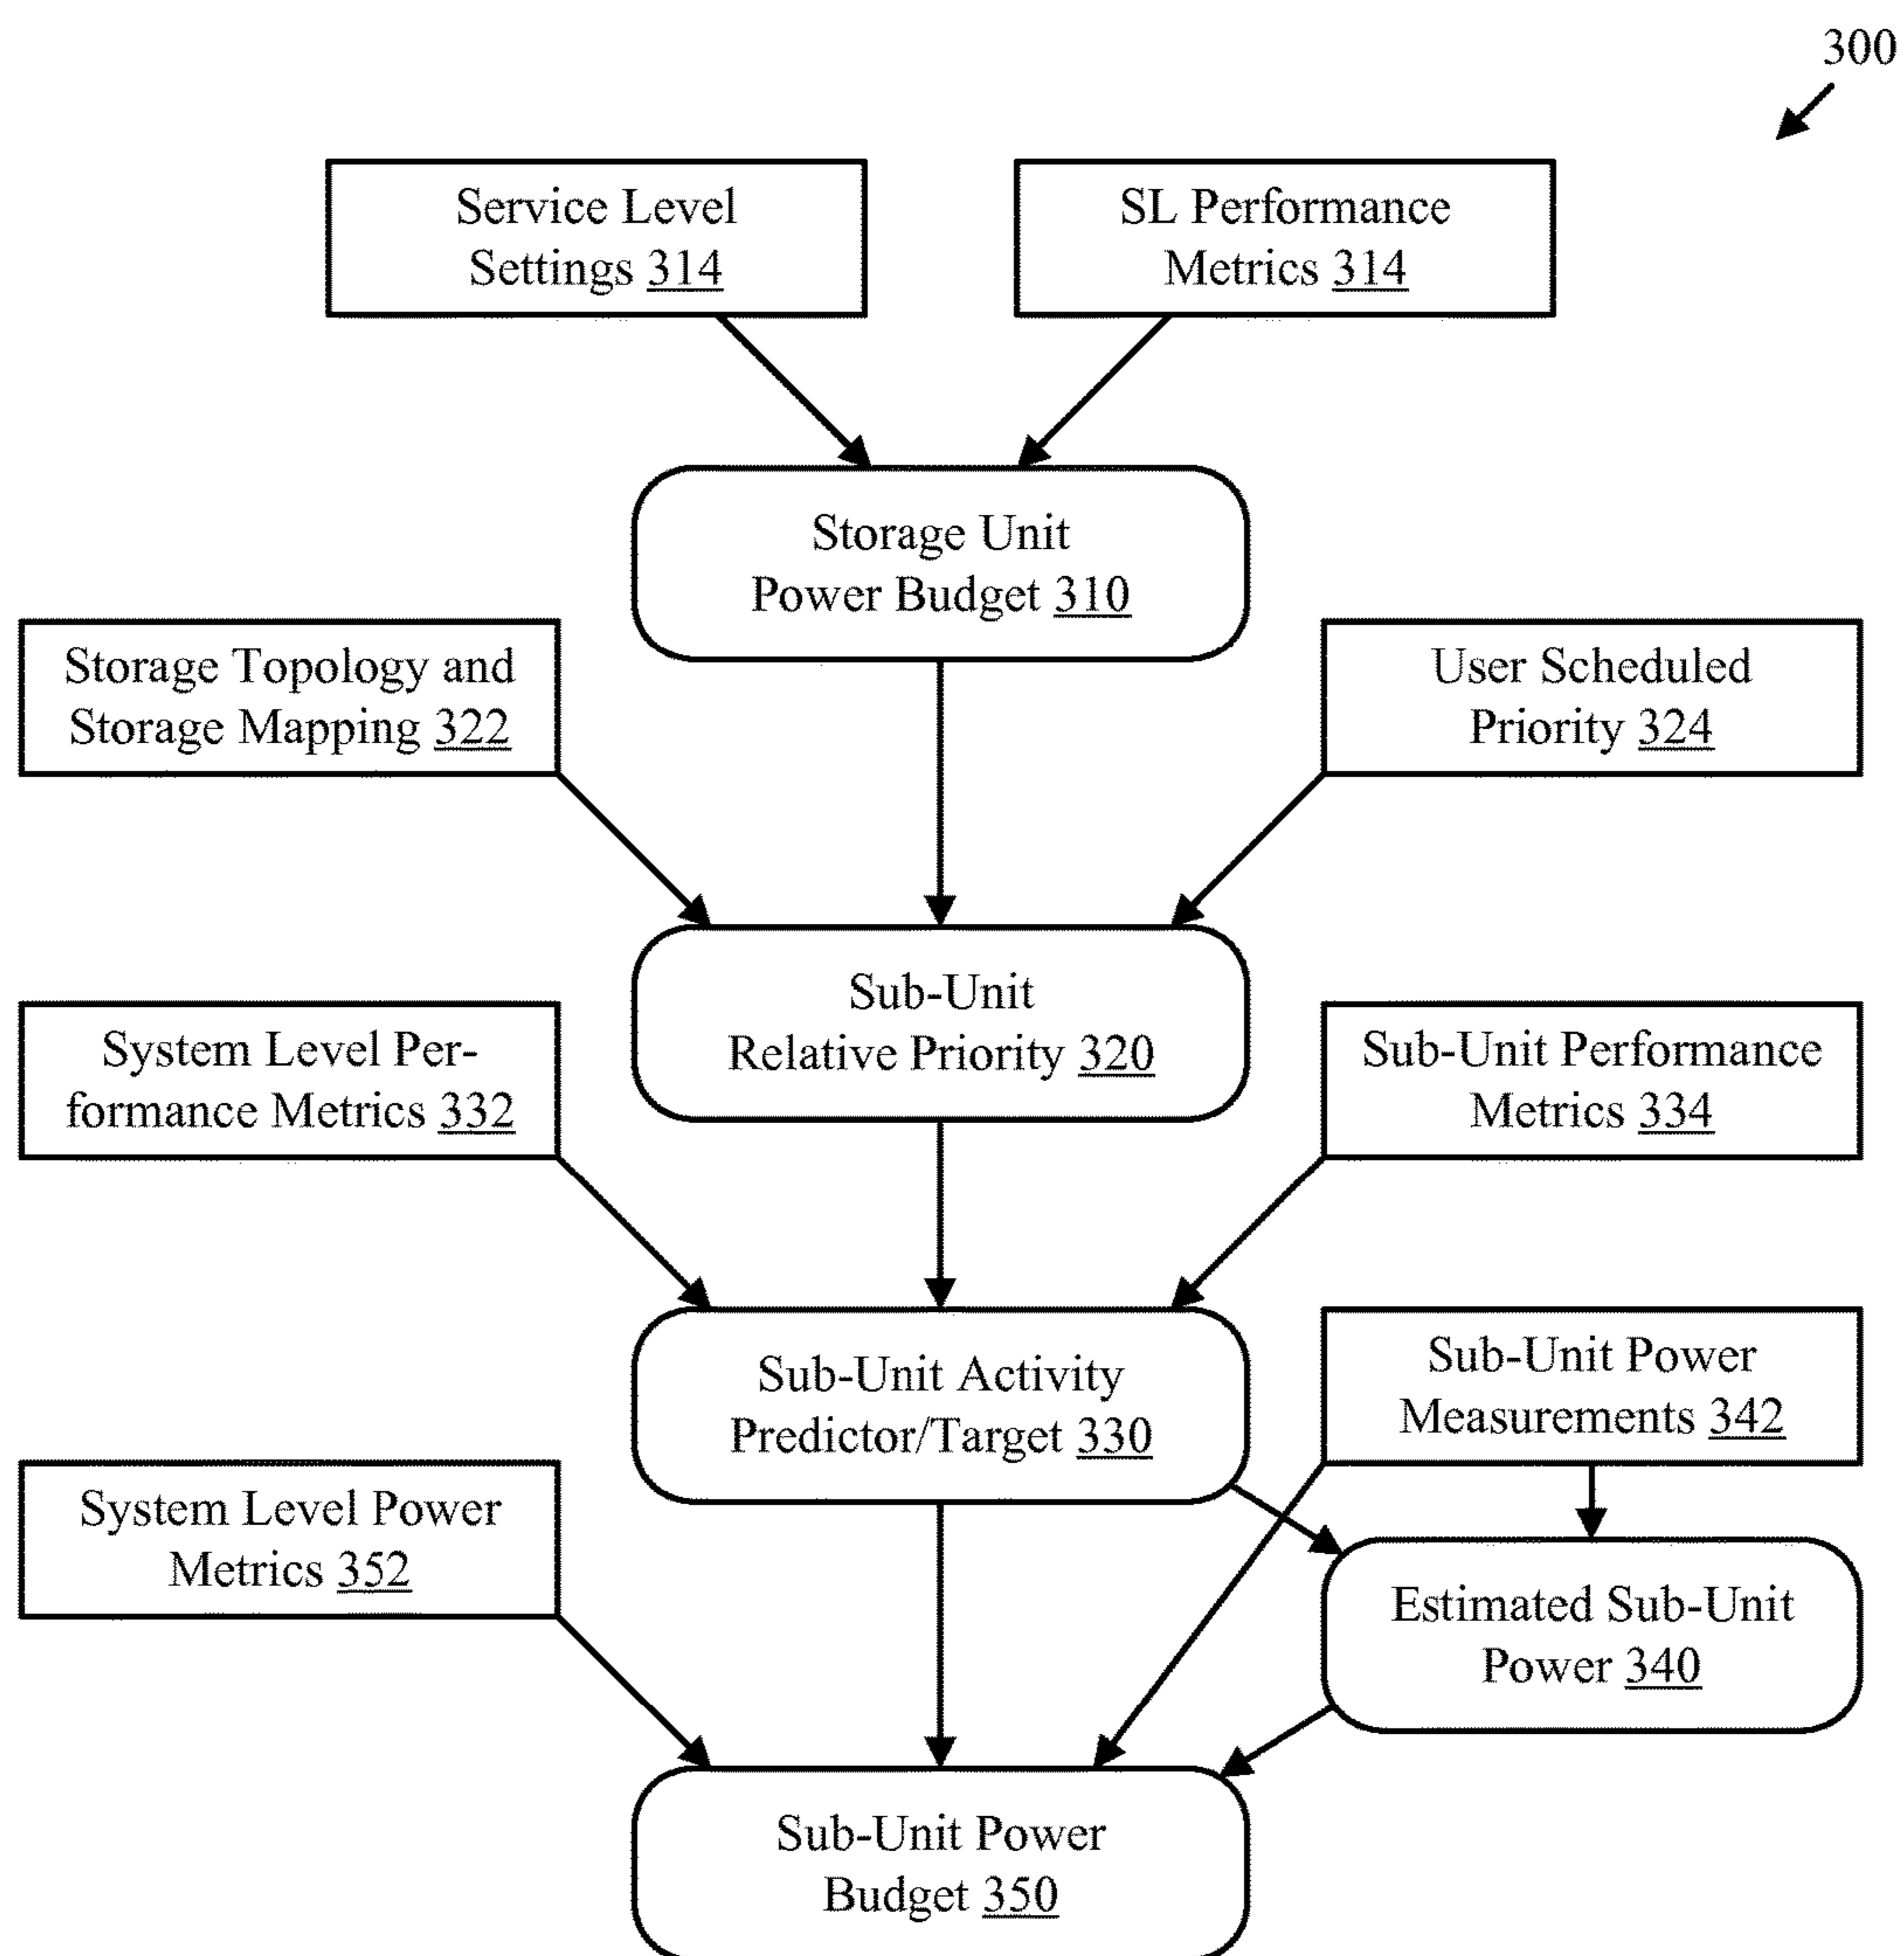 300
Service Level
Settings 314
SL Performance
Metrics 314
Storage Unit
Power Budget 310
Storage Topology and
Storage Mapping 322
User Scheduled
Priority 324
Sub-Unit
Relative Priority 320
System Level Per-
formance Metrics 332
Sub-Unit Performance
Metrics 334
Sub-Unit Activity
Predictor/Target 330
Sub-Unit Power
Measurements 342
System Level Power
Metrics 352
Estimated Sub-Unit
Power 340
Sub-Unit Power
Budget 350